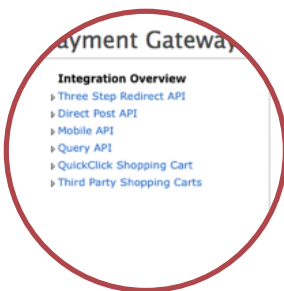 ayment Gateway
Integration Overview
Three Step Redirect API
Direct Post API
Mobile API
Query API
QuickClick Shopping Cart
Third Party Shopping Carts